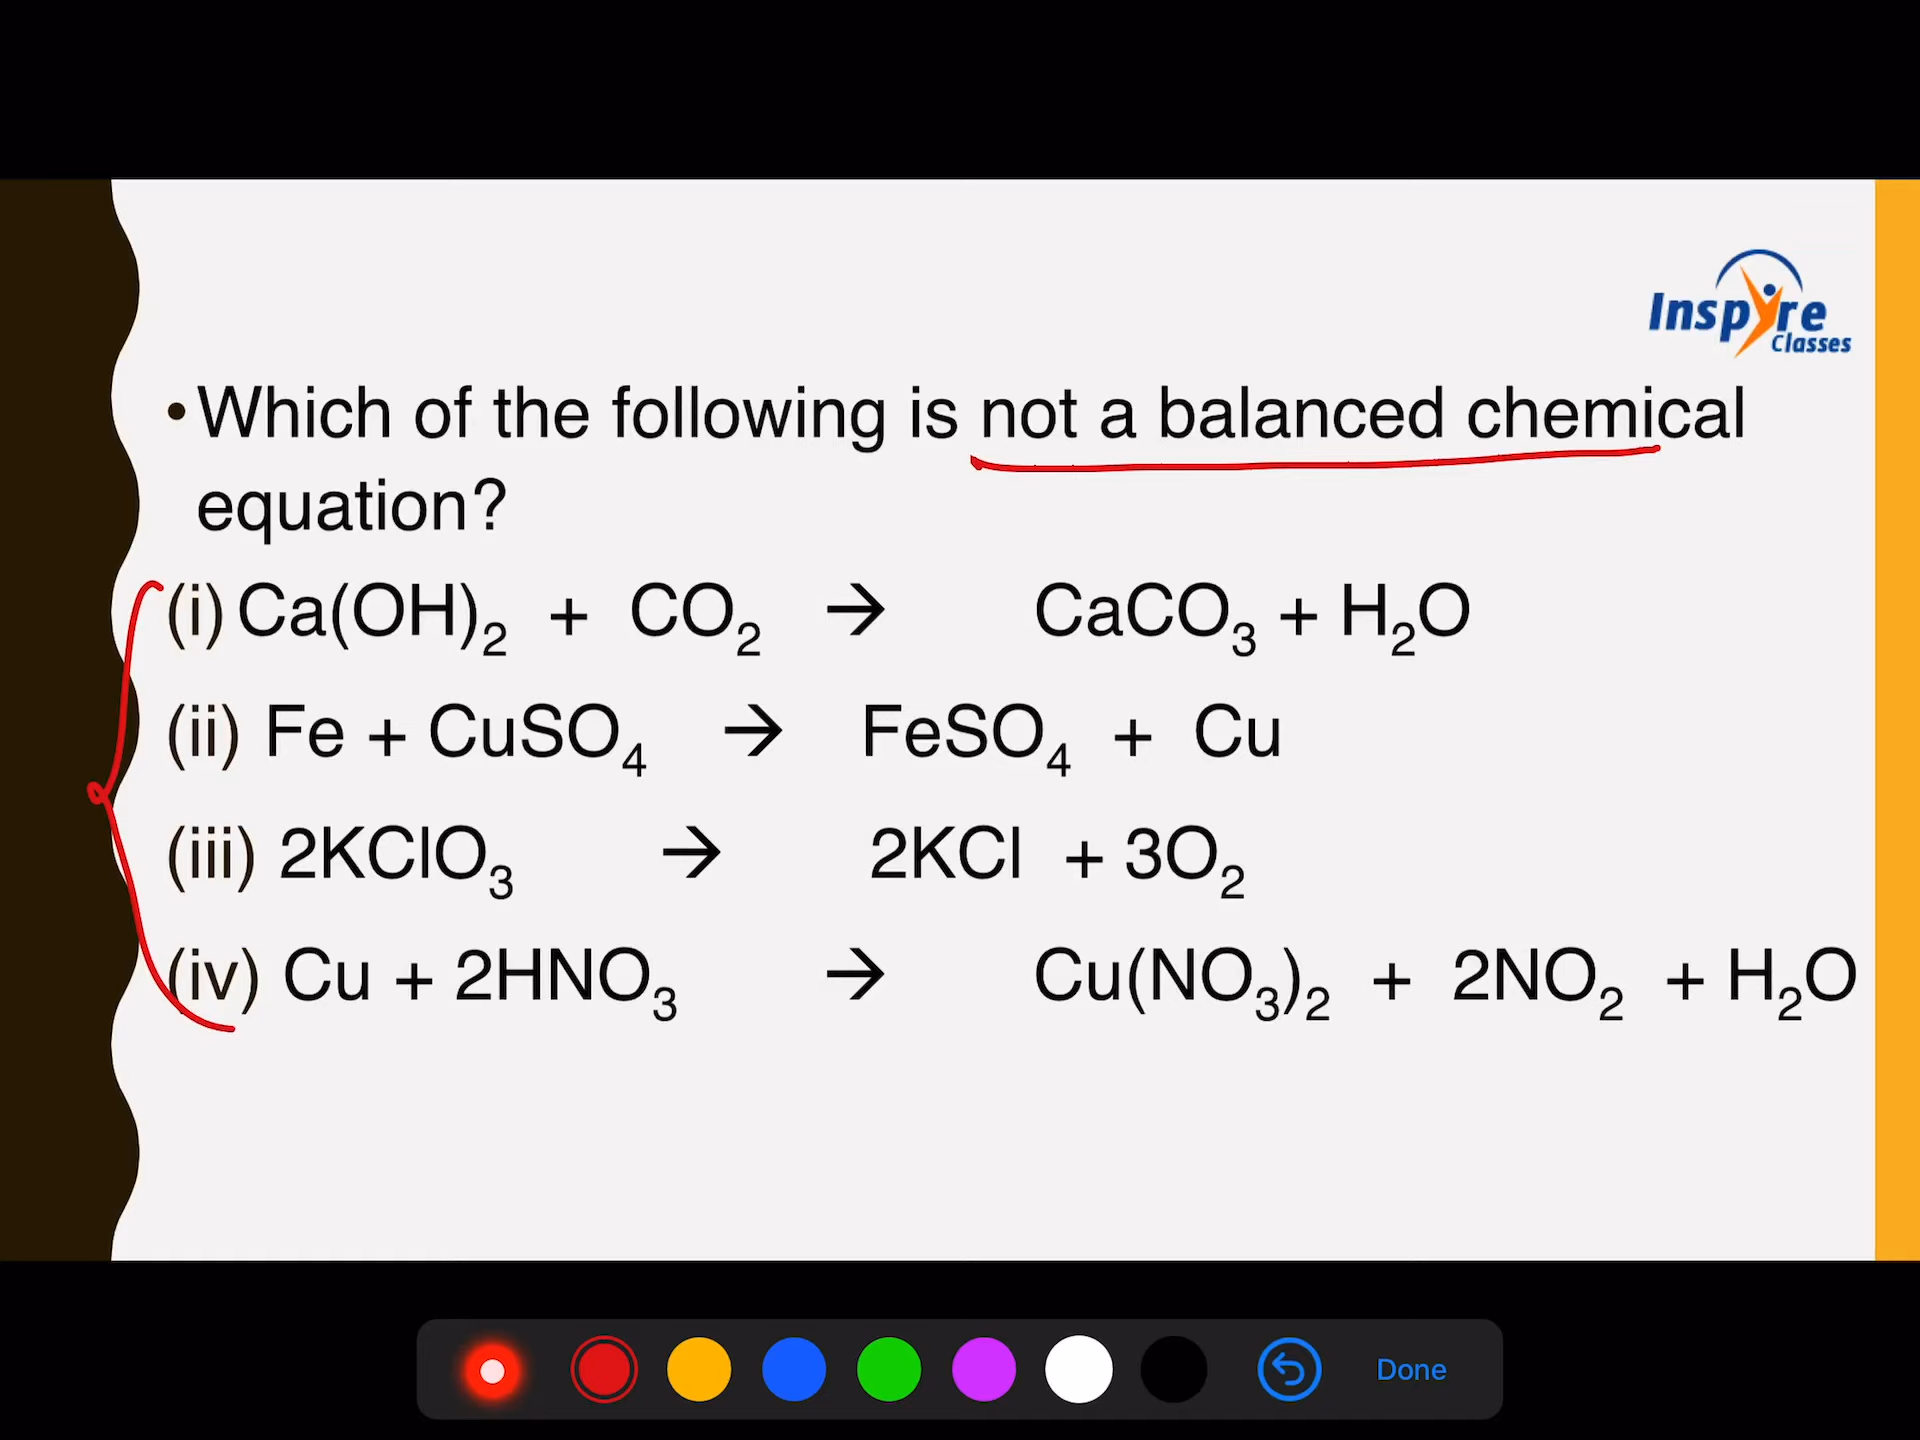 Inspire
Classes
•Which of the following is not a balanced chemical
equation?
(i) Ca(OH)₂ + CO₂ → CaCO₃ + H₂O
(ii) Fe + CuSO₄ → FeSO₄ + Cu
(iii) 2KClO₃ → 2KCl + 3O₂
(iv) Cu + 2HNO₃ → Cu(NO₃)₂ + 2NO₂ + H₂O
Done